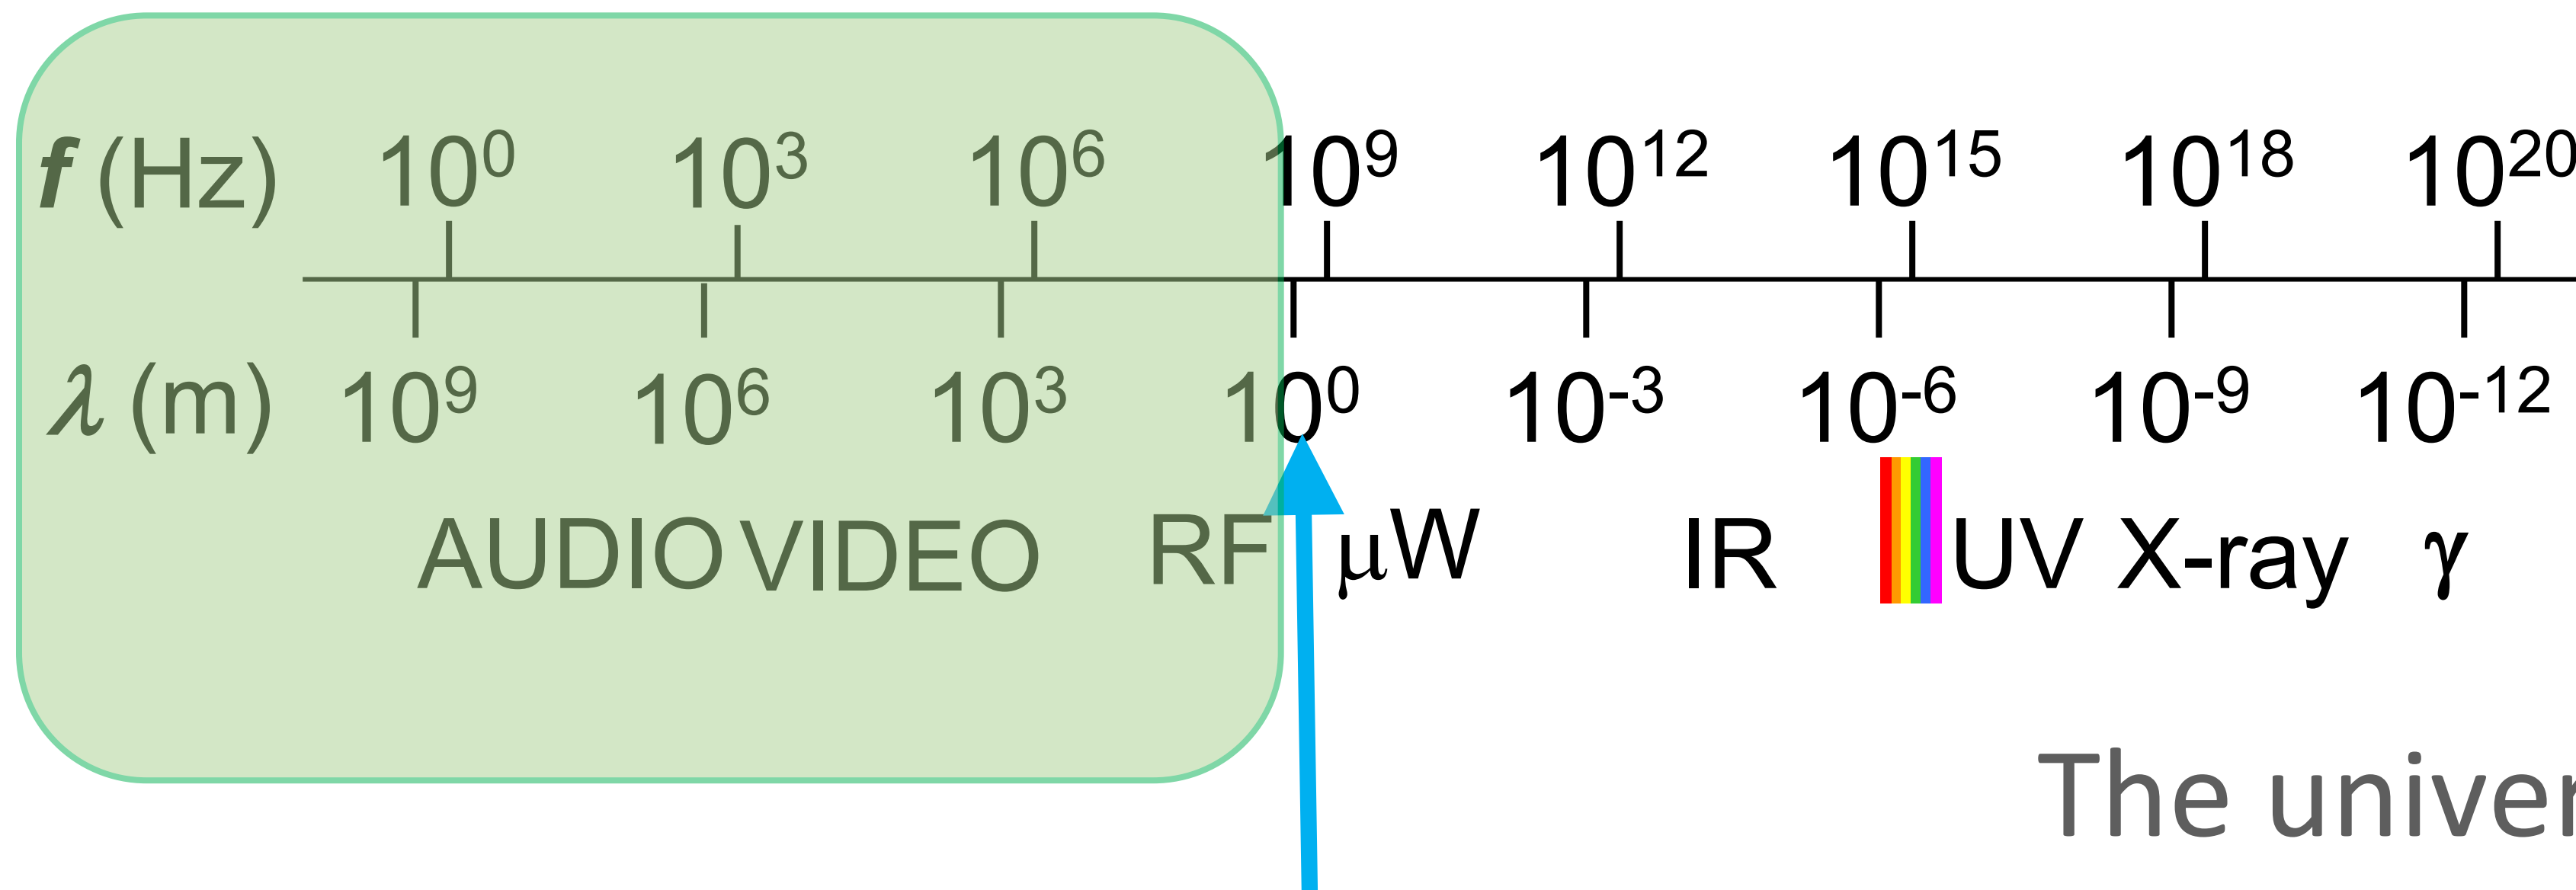 f (Hz) 10⁰ 10³ 10⁶ 10⁹ 10¹² 10¹⁵ 10¹⁸ 10²⁰
λ (m) 10⁹ 10⁶ 10³ 10⁰ 10⁻³ 10⁻⁶ 10⁻⁹ 10⁻¹²
AUDIO VIDEO RF μW IR UV X-ray γ
The univer